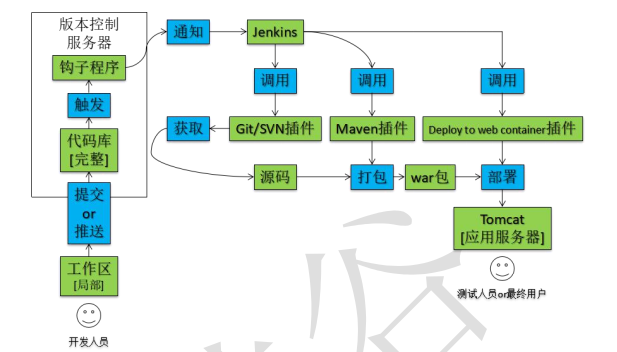 版本控制
服务器
钩子程序
触发
代码库
[完整]
提交
or
推送
工作区
[局部]
开发人员
通知
Jenkins
调用
调用
调用
获取
Git/SVN插件
Maven插件
Deploy to web container插件
源码
打包
war包
部署
Tomcat
[应用服务器]
测试人员or最终用户